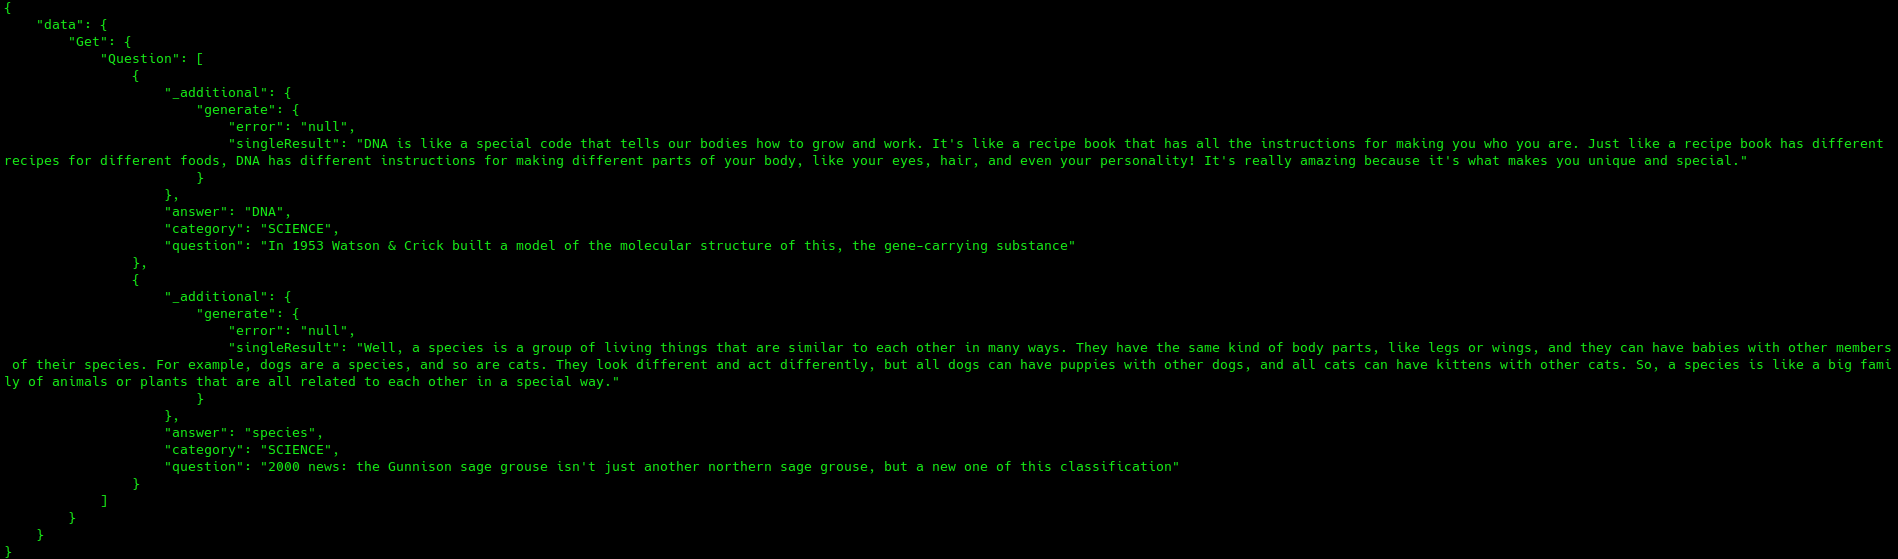 {
    "data": {
        "Get": {
            "Question": [
                {
                    "_additional": {
                        "generate": {
                            "error": "null",
                            "singleResult": "DNA is like a special code that tells our bodies how to grow and work. It's like a recipe book that has all the instructions for making you who you are. Just like a recipe book has different
recipes for different foods, DNA has different instructions for making different parts of your body, like your eyes, hair, and even your personality! It's really amazing because it's what makes you unique and special."
                        }
                    },
                    "answer": "DNA",
                    "category": "SCIENCE",
                    "question": "In 1953 Watson & Crick built a model of the molecular structure of this, the gene-carrying substance"
                },
                {
                    "_additional": {
                        "generate": {
                            "error": "null",
                            "singleResult": "Well, a species is a group of living things that are similar to each other in many ways. They have the same kind of body parts, like legs or wings, and they can have babies with other members
 of their species. For example, dogs are a species, and so are cats. They look different and act differently, but all dogs can have puppies with other dogs, and all cats can have kittens with other cats. So, a species is like a big fami
ly of animals or plants that are all related to each other in a special way."
                        }
                    },
                    "answer": "species",
                    "category": "SCIENCE",
                    "question": "2000 news: the Gunnison sage grouse isn't just another northern sage grouse, but a new one of this classification"
                }
            ]
        }
    }
}